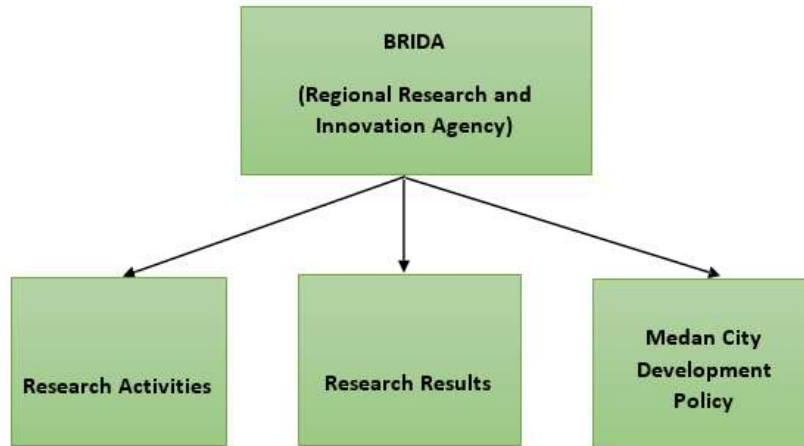 BRIDA
(Regional Research and
Innovation Agency)
Research Activities
Research Results
Medan City
Development
Policy